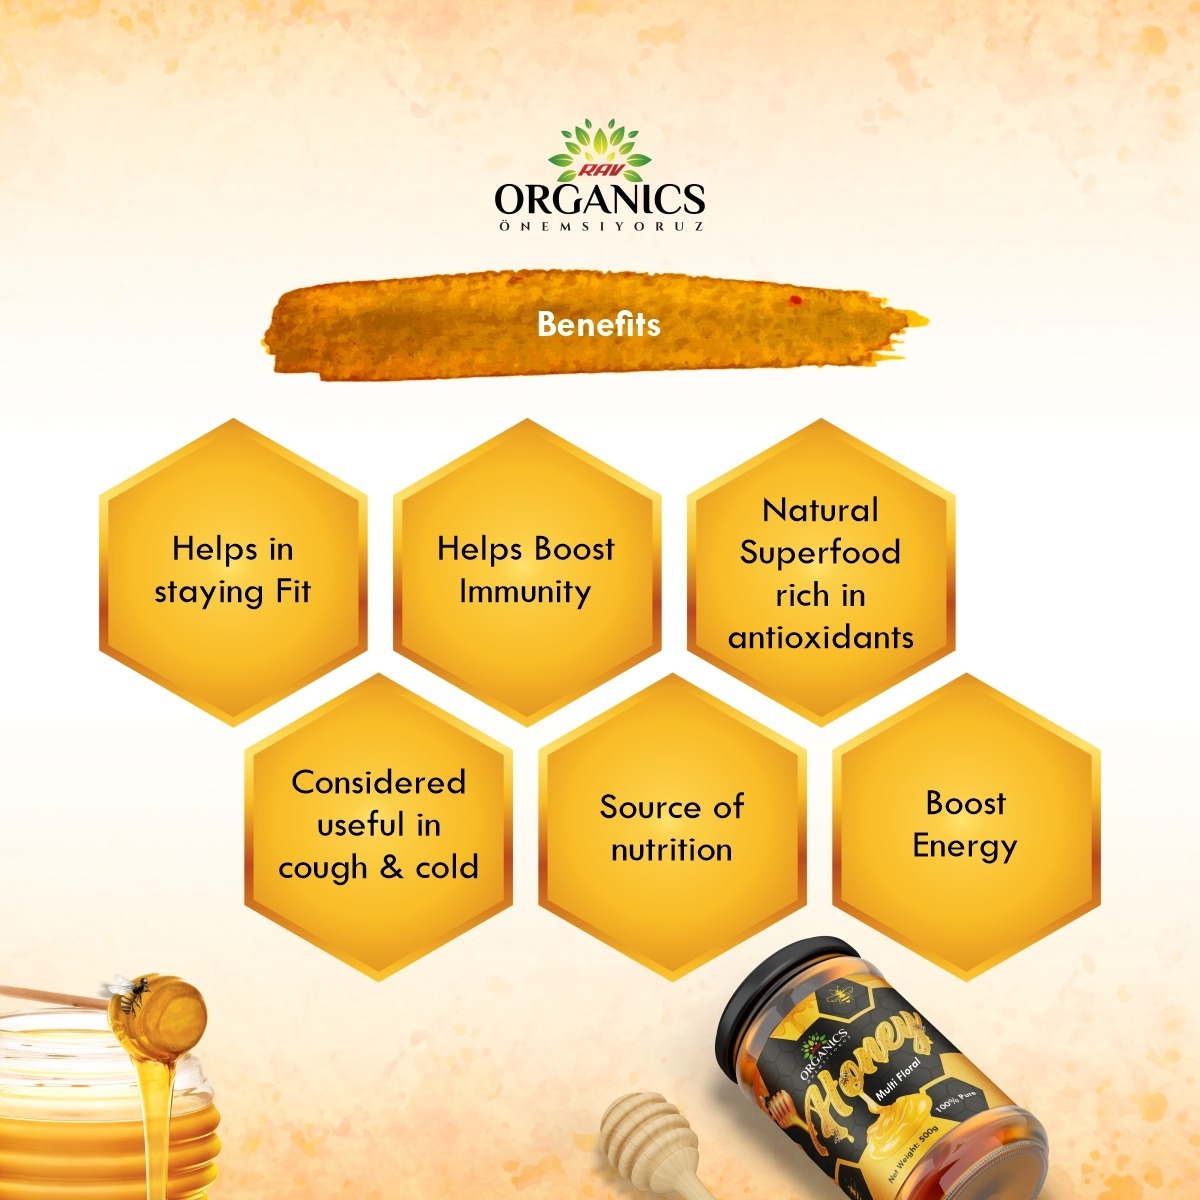 RAV
ORGANICS
ÖNEMSIYORUZ
Benefits
Helps in
staying Fit
Helps Boost
Immunity
Natural
Superfood
rich in
antioxidants
Considered
useful in
cough & cold
Source of
nutrition
Boost
Energy
ORGANICS
ÖNEMSIYORUZ
Honey
Multi Floral
100% Pure
Net Weight: 500g